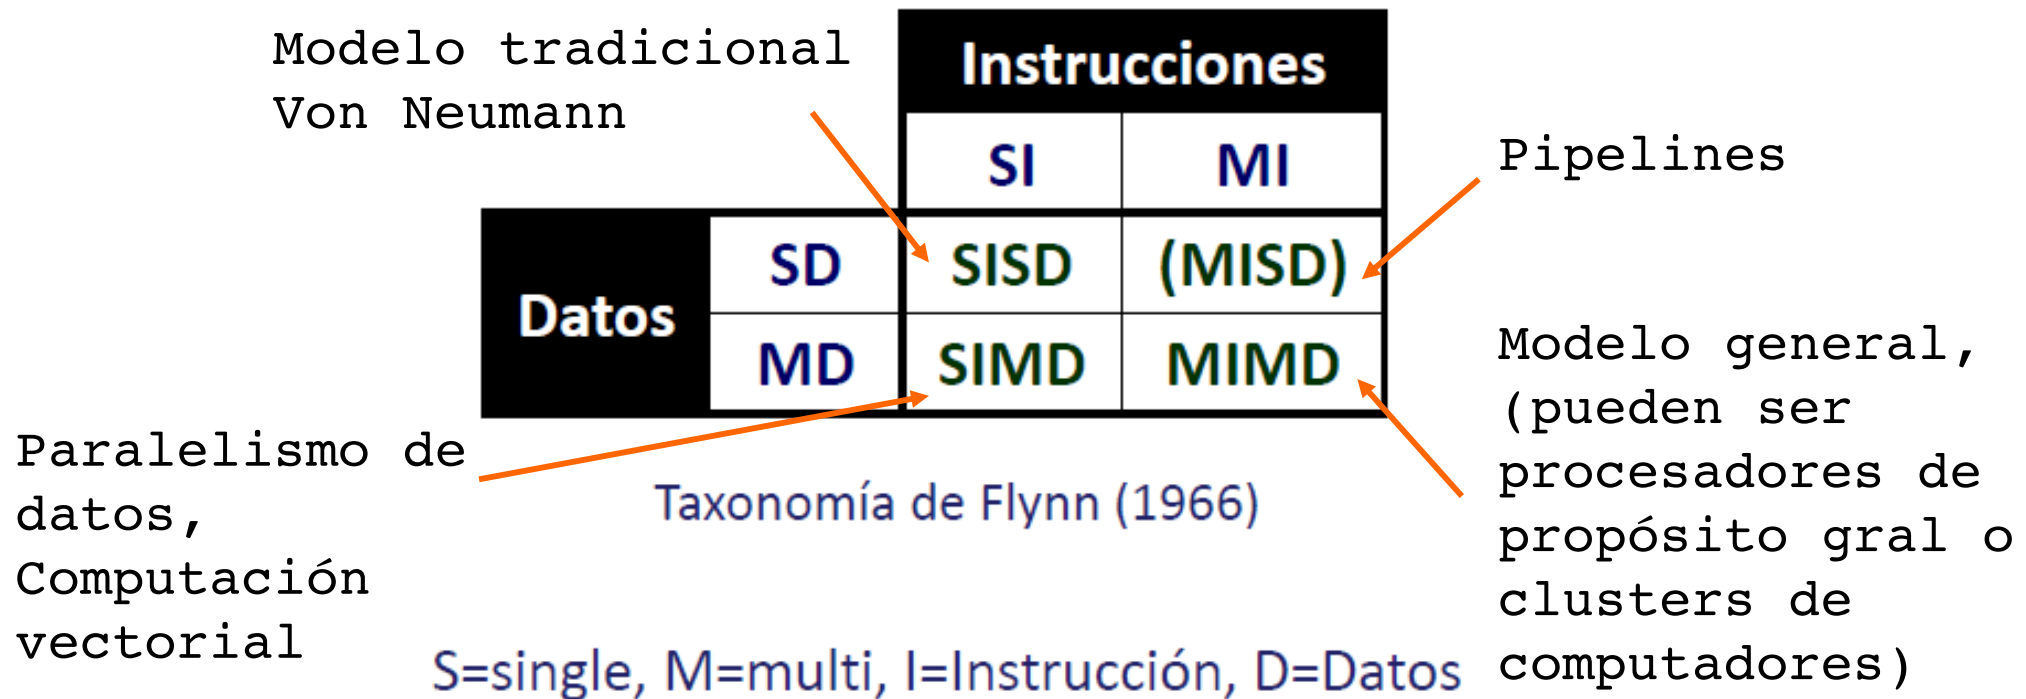 Modelo tradicional
Von Neumann
Instrucciones
SI MI
Pipelines
Datos
SD SISD (MISD)
MD SIMD MIMD
Modelo general,
(pueden ser
procesadores de
propósito gral o
clusters de
computadores)
Paralelismo de
datos,
Computación
vectorial
Taxonomía de Flynn (1966)
S=single, M=multi, I=Instrucción, D=Datos